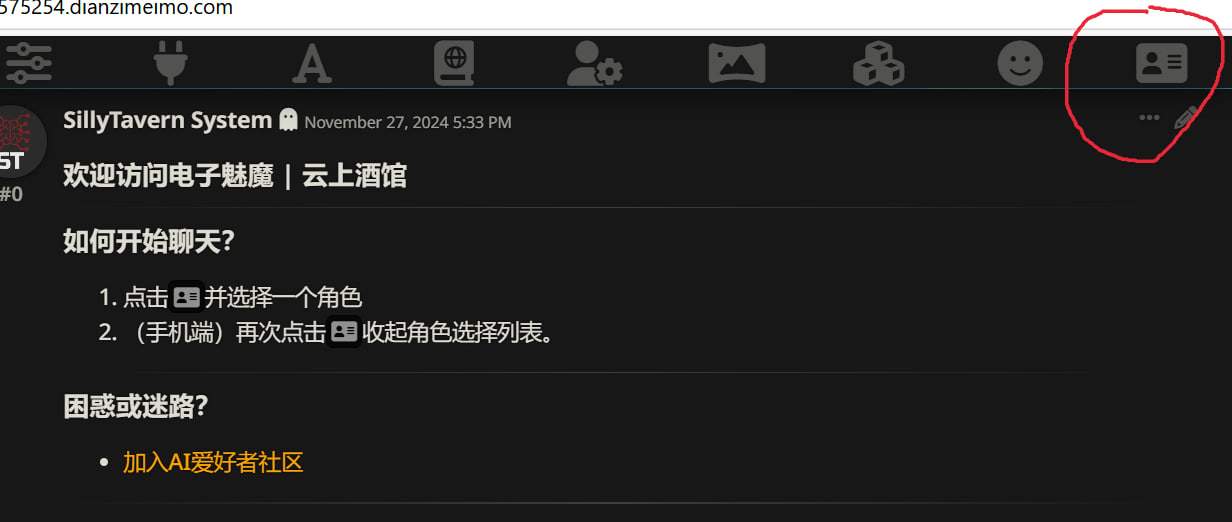 575254.dianzimeimo.com
A
SillyTavern System November 27, 2024 5:33 PM
ST
#0
欢迎访问电子魅魔 | 云上酒馆
如何开始聊天?
1. 点击并选择一个角色
2. （手机端）再次点击收起角色选择列表。
困惑或迷路?
• 加入AI爱好者社区